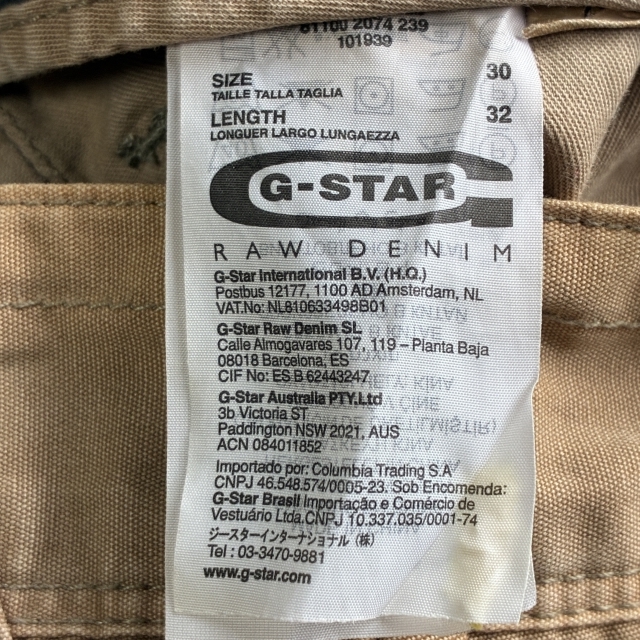 81100 2074 239
101939
SIZE 30
TAILLE TALLA TAGLIA
LENGTH 32
LONGUER LARGO LUNGAEZZA
G-STAR
RAW DENIM
G-Star International B.V. (H.Q.)
Postbus 12177, 1100 AD Amsterdam, NL
VAT.No: NL810633498B01
G-Star Raw Denim SL
Calle Almogavares 107, 119 – Planta Baja
08018 Barcelona, ES
CIF No: ES B 62443247
G-Star Australia PTY.Ltd
3b Victoria ST
Paddington NSW 2021, AUS
ACN 084011852
Importado por: Columbia Trading S.A
CNPJ 46.548.574/0005-23. Sob Encomenda:
G-Star Brasil Importação e Comércio de
Vestuário Ltda.CNPJ 10.337.035/0001-74
ジースターインターナショナル（株）
Tel : 03-3470-9881
www.g-star.com